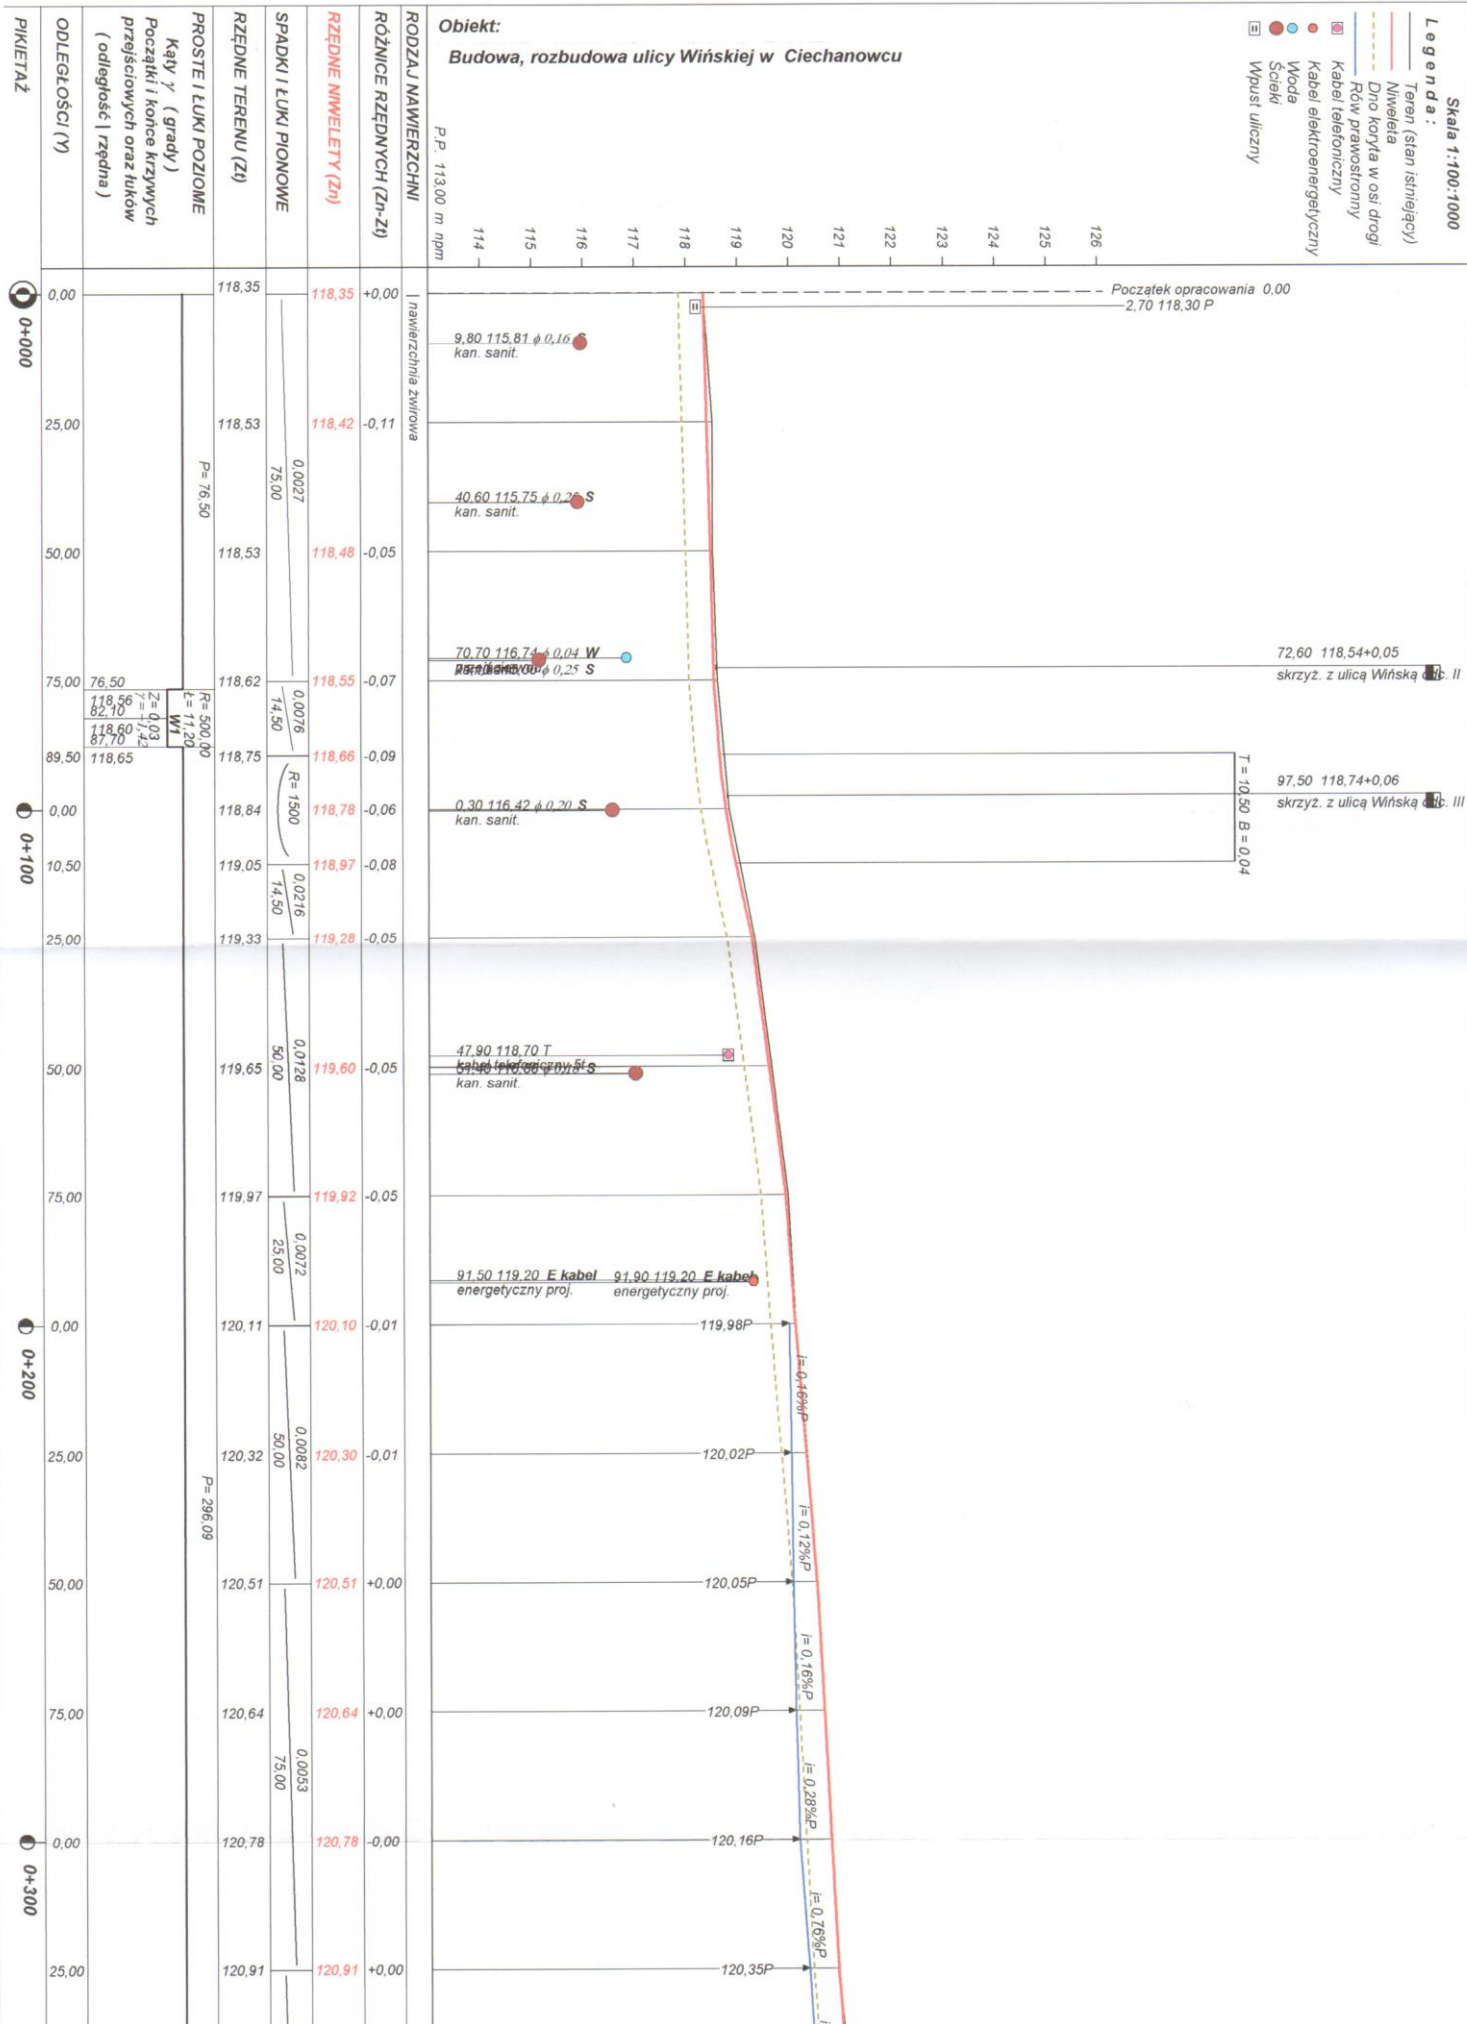 Skala 1:100:1000
Legenda:
Teren (stan istniejący)
Niweleta
Dno koryta w osi drogi
Rów prawostronny
Kabel telefoniczny
Kabel elektroenergetyczny
Woda
Ścieki
Wpust uliczny
Obiekt:
Budowa, rozbudowa ulicy Wińskiej w Ciechanowcu
126
125
124
123
122
121
120
119
118
117
116
115
114
P.P. 113,00 m npm
Początek opracowania 0,00
2,70 118,30 P
9,80 115,81 ϕ 0,16 S
kan. sanit.
40,60 115,75 ϕ 0,25 S
kan. sanit.
70,70 116,74 ϕ 0,04 W
ϕ 0,25 S
72,60 118,54+0,05
skrzyż. z ulicą Wińską odc. II
T = 10,50 B = 0,04
97,50 118,74+0,06
skrzyż. z ulicą Wińską odc. III
0,30 116,42 ϕ 0,20 S
kan. sanit.
47,90 118,70 T
kabel telefoniczny 5t
kan. sanit.
91,50 119,20 E kabel
energetyczny proj.
91,90 119,20 E kabel
energetyczny proj.
119,98P
i= 0,16%P
120,02P
i= 0,12%P
120,05P
i= 0,16%P
120,09P
i= 0,28%P
120,16P
i= 0,76%P
120,35P
RODZAJ NAWIERZCHNI
nawierzchnia żwirowa
RÓŻNICE RZĘDNYCH (Zn-Zt)
+0,00
-0,11
-0,05
-0,07
-0,09
-0,06
-0,08
-0,05
-0,05
-0,05
-0,01
-0,01
+0,00
+0,00
-0,00
+0,00
RZĘDNE NIWELETY (Zn)
118,35
118,42
118,48
118,55
118,66
118,78
118,97
119,28
119,60
119,92
120,10
120,30
120,51
120,64
120,78
120,91
SPADKI I ŁUKI PIONOWE
0,0027
75,00
0,0076
14,50
R= 1500
0,0216
14,50
0,0128
50,00
0,0072
25,00
0,0082
50,00
0,0053
75,00
RZĘDNE TERENU (Zt)
118,35
118,53
118,53
118,62
118,75
118,84
119,05
119,33
119,65
119,97
120,11
120,32
120,51
120,64
120,78
120,91
PROSTE I ŁUKI POZIOME
Kąty γ ( grady )
Początki i końce krzywych
przejściowych oraz łuków
( odległość | rzędna )
P= 76,50
R= 500,00
Ł= 11,20
W1
Z= 0,03
γ = -1,42
P= 296,09
76,50
118,56
82,10
118,60
87,70
118,65
ODLEGŁOŚCI (Y)
0,00
25,00
50,00
75,00
89,50
0,00
10,50
25,00
50,00
75,00
0,00
25,00
50,00
75,00
0,00
25,00
PIKIETAŻ
0+000
0+100
0+200
0+300